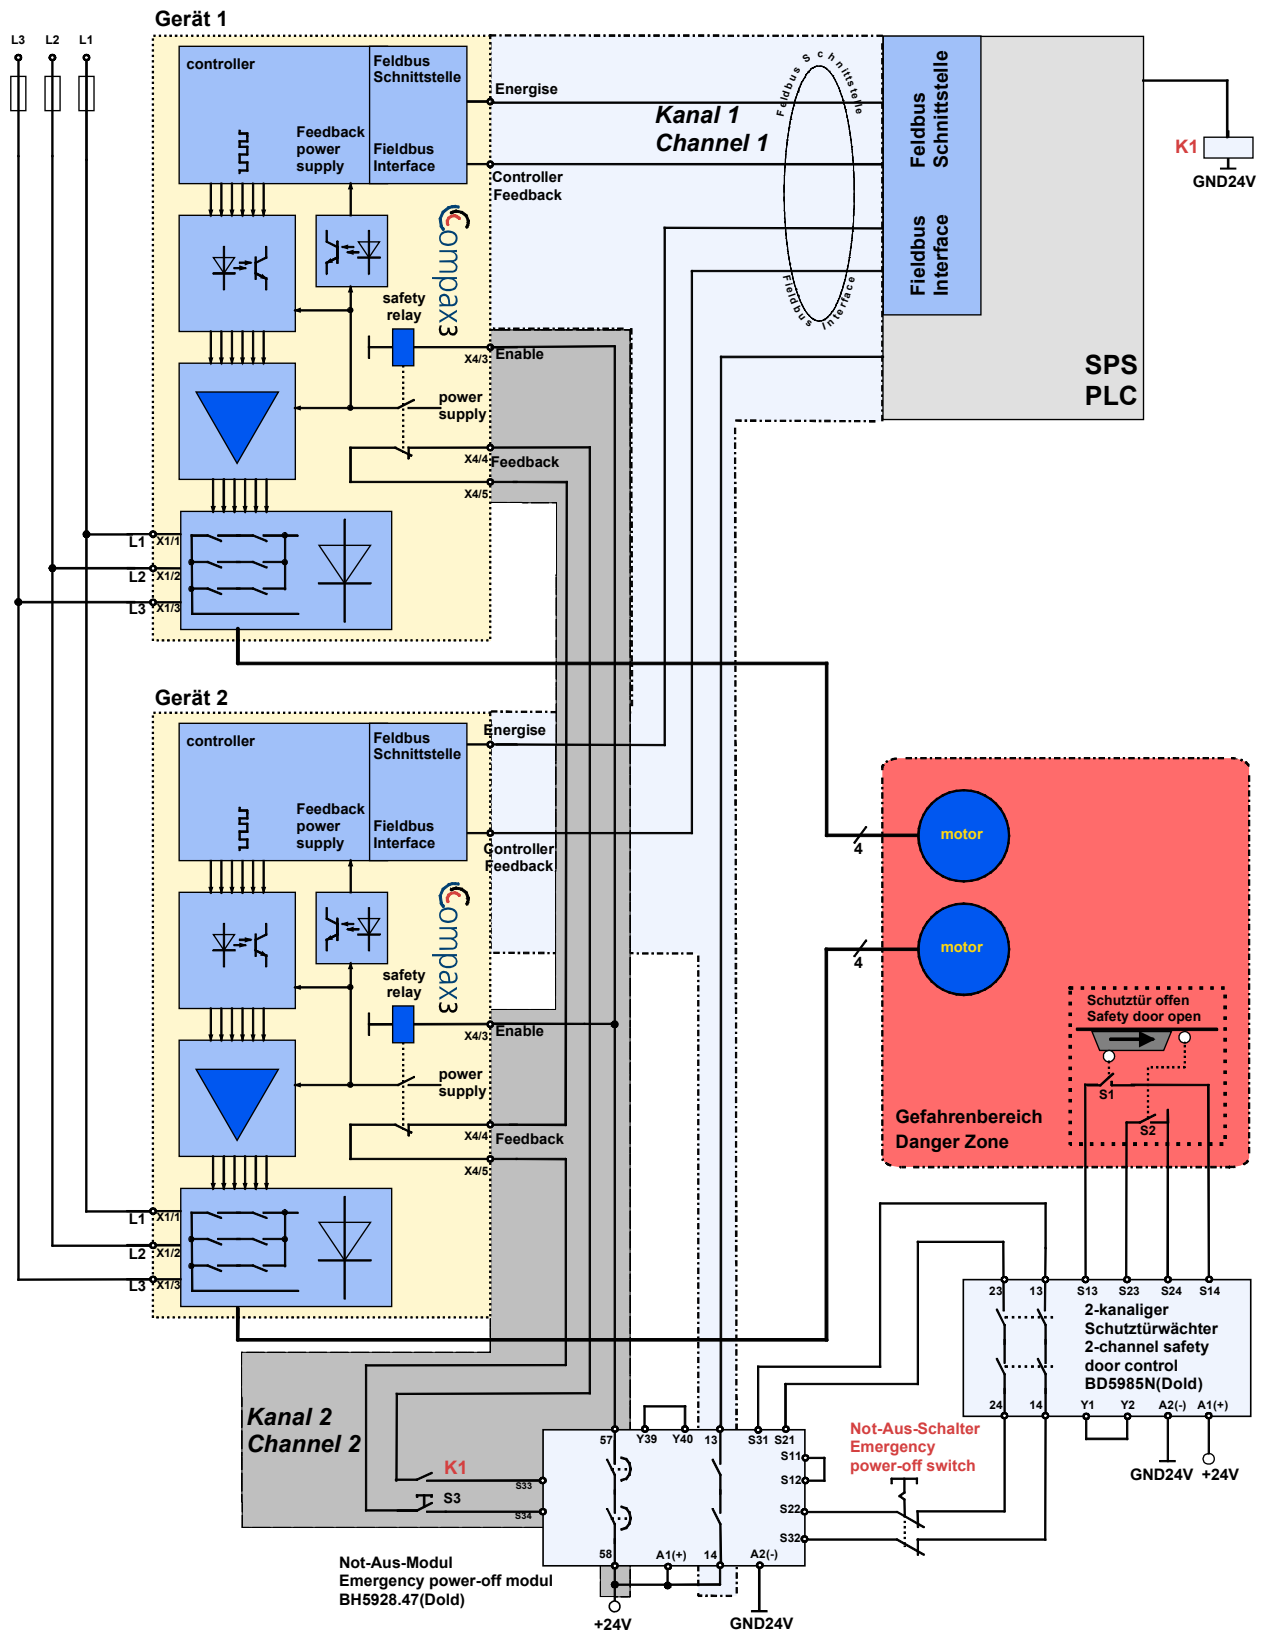 Gerät 1
L3 L2 L1
controller
Feldbus
Schnittstelle
Feedback
power
supply
Fieldbus
Interface
Energise
Controller
Feedback
Kanal 1
Channel 1
Feldbus Schnittstelle
Fieldbus Interface
Feldbus
Schnittstelle
Fieldbus
Interface
SPS
PLC
K1
GND24V
Compax3
safety
relay
X4/3
Enable
power
supply
X4/4
Feedback
X4/5
L1 X1/1
L2 X1/2
L3 X1/3
Gerät 2
controller
Feldbus
Schnittstelle
Feedback
power
supply
Fieldbus
Interface
Energise
Controller
Feedback
Compax3
safety
relay
X4/3
Enable
power
supply
X4/4
Feedback
X4/5
L1 X1/1
L2 X1/2
L3 X1/3
motor
4
motor
4
Schutztür offen
Safety door open
S1
S2
Gefahrenbereich
Danger Zone
23 13 S13 S23 S24 S14
2-kanaliger
Schutztürwächter
2-channel safety
door control
BD5985N(Dold)
24 14 Y1 Y2 A2(-) A1(+)
GND24V +24V
Kanal 2
Channel 2
K1
S3
S33
S34
57 Y39 Y40 13 S31 S21
S11
S12
S22
S32
58 A1(+) 14 A2(-)
Not-Aus-Schalter
Emergency
power-off switch
Not-Aus-Modul
Emergency power-off modul
BH5928.47(Dold)
+24V
GND24V